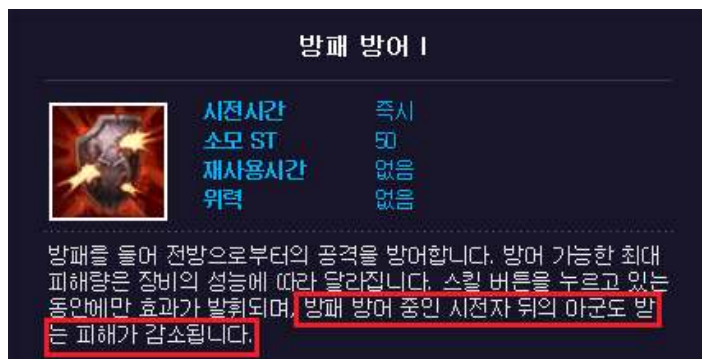 방패 방어 I
시전시간 즉시
소모 ST 50
재사용시간 없음
위력 없음
방패를 들어 전방으로부터의 공격을 방어합니다. 방어 가능한 최대
피해량은 장비의 성능에 따라 달라집니다. 스킬 버튼을 누르고 있는
동안에만 효과가 발휘되며, 방패 방어 중인 시전자 뒤의 아군도 받
는 피해가 감소됩니다.